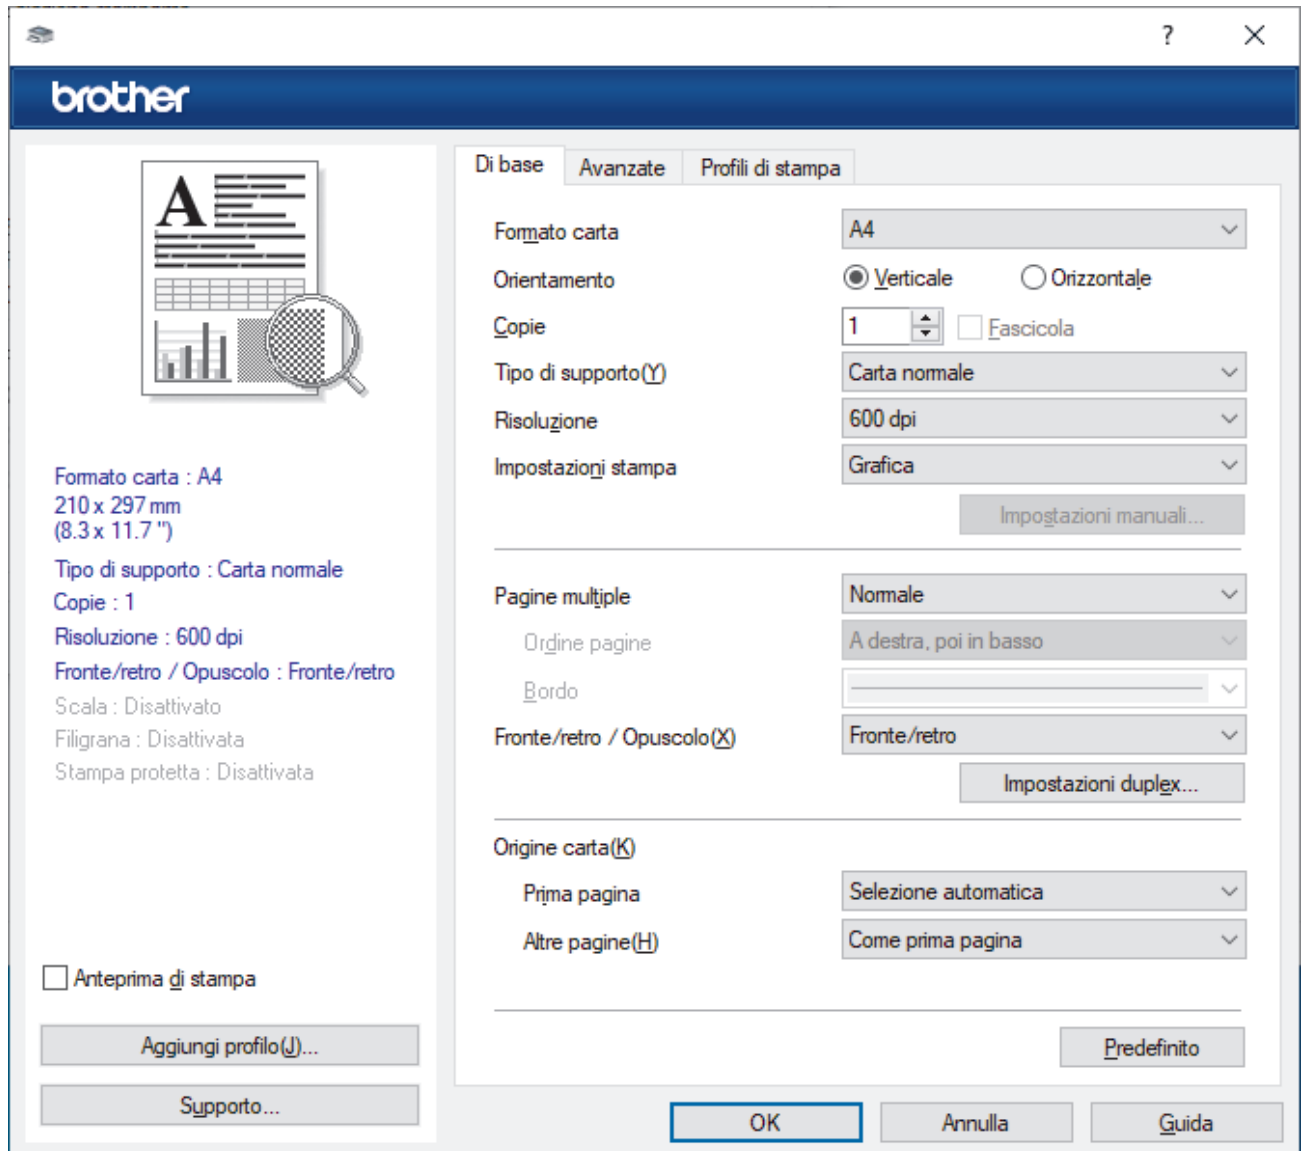 ?
brother
A
Di base
Avanzate
Profili di stampa
Formato carta
A4
Orientamento
Verticale
Orizzontale
Copie
1
Fascicola
Tipo di supporto(Y)
Carta normale
Risoluzione
600 dpi
Impostazioni stampa
Grafica
Impostazioni manuali...
Pagine multiple
Normale
Ordine pagine
A destra, poi in basso
Bordo
Fronte/retro / Opuscolo(X)
Fronte/retro
Impostazioni duplex...
Origine carta(K)
Prima pagina
Selezione automatica
Altre pagine(H)
Come prima pagina
Predefinito
Formato carta : A4
210 x 297 mm
(8.3 x 11.7 ")
Tipo di supporto : Carta normale
Copie : 1
Risoluzione : 600 dpi
Fronte/retro / Opuscolo : Fronte/retro
Scala : Disattivato
Filigrana : Disattivata
Stampa protetta : Disattivata
Anteprima di stampa
Aggiungi profilo(J)...
Supporto...
OK
Annulla
Guida